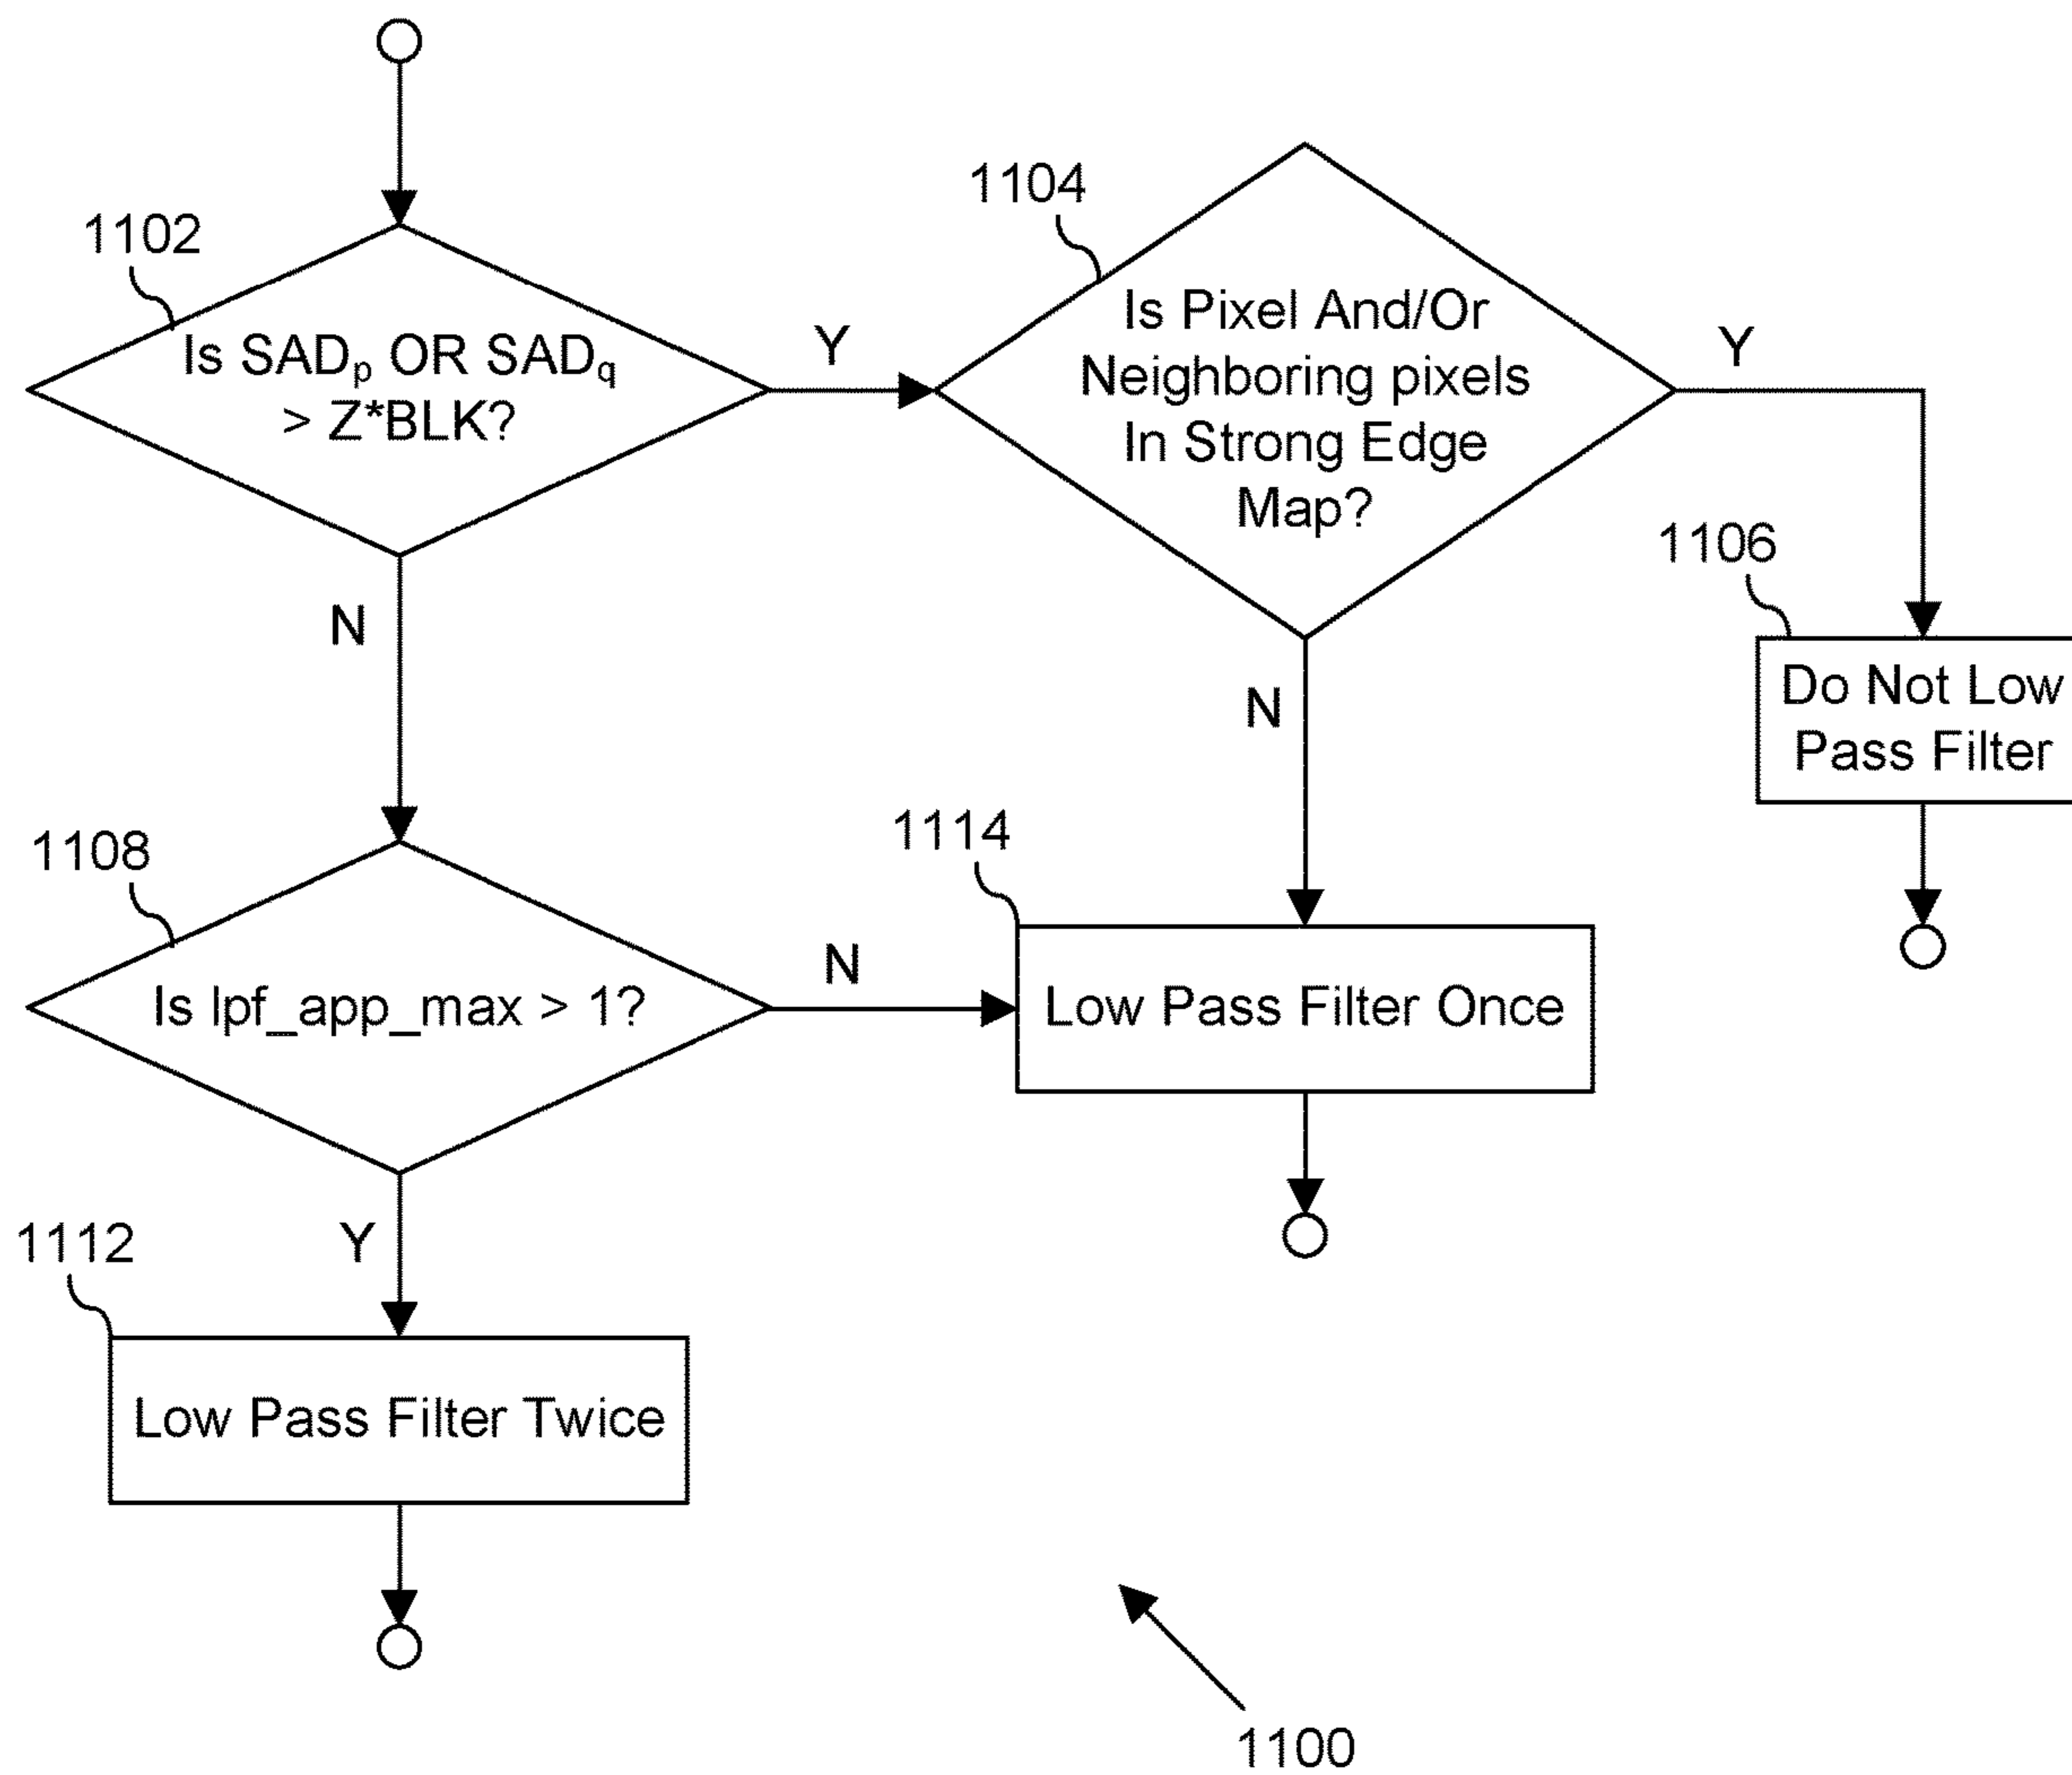 1102
Is SADp OR SADq
> Z*BLK?
Y
N
1104
Is Pixel And/Or
Neighboring pixels
In Strong Edge
Map?
Y
N
1106
Do Not Low
Pass Filter
1108
Is lpf_app_max > 1?
N
Y
1114
Low Pass Filter Once
1112
Low Pass Filter Twice
1100